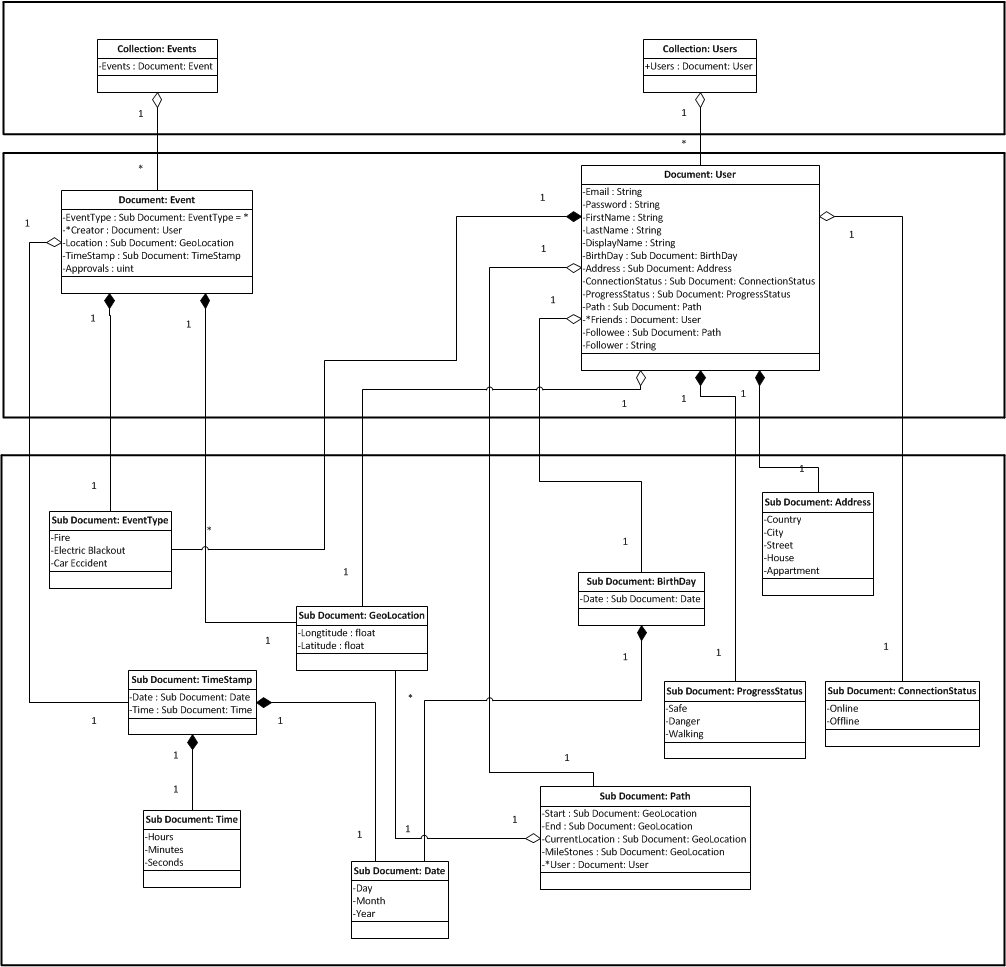 Collection: Events
-Events : Document: Event
Collection: Users
+Users : Document: User
1
1
*
*
Document: Event
-EventType : Sub Document: EventType = *
-*Creator : Document: User
-Location : Sub Document: GeoLocation
-TimeStamp : Sub Document: TimeStamp
-Approvals : uint
1
1
1
Document: User
-Email : String
-Password : String
-FirstName : String
-LastName : String
-DisplayName : String
-BirthDay : Sub Document: BirthDay
-Address : Sub Document: Address
-ConnectionStatus : Sub Document: ConnectionStatus
-ProgressStatus : Sub Document: ProgressStatus
-Path : Sub Document: Path
-*Friends : Document: User
-Followee : Sub Document: Path
-Follower : String
1
1
1
1
1
1
1
1
1
*
Sub Document: EventType
-Fire
-Electric Blackout
-Car Eccident
Sub Document: Address
-Country
-City
-Street
-House
-Appartment
1
1
Sub Document: BirthDay
-Date : Sub Document: Date
1
Sub Document: GeoLocation
-Longtitude : float
-Latitude : float
1
1
1
1
Sub Document: TimeStamp
-Date : Sub Document: Date
-Time : Sub Document: Time
1
1
*
Sub Document: ProgressStatus
-Safe
-Danger
-Walking
Sub Document: ConnectionStatus
-Online
-Offline
1
1
1
Sub Document: Time
-Hours
-Minutes
-Seconds
Sub Document: Path
-Start : Sub Document: GeoLocation
-End : Sub Document: GeoLocation
-CurrentLocation : Sub Document: GeoLocation
-MileStones : Sub Document: GeoLocation
-*User : Document: User
1
1
1
Sub Document: Date
-Day
-Month
-Year